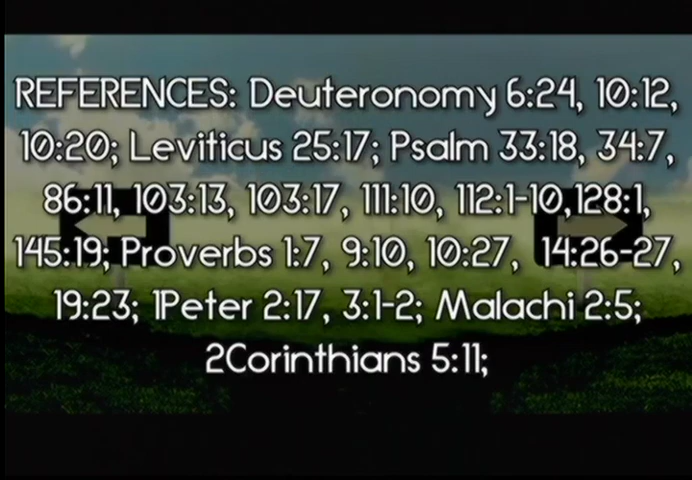 REFERENCES: Deuteronomy 6:24, 10:12,
10:20; Leviticus 25:17; Psalm 33:18, 34:7,
86:11, 103:13, 103:17, 111:10, 112:1-10,128:1,
145:19; Proverbs 1:7, 9:10, 10:27, 14:26-27,
19:23; 1Peter 2:17, 3:1-2; Malachi 2:5;
2Corinthians 5:11;